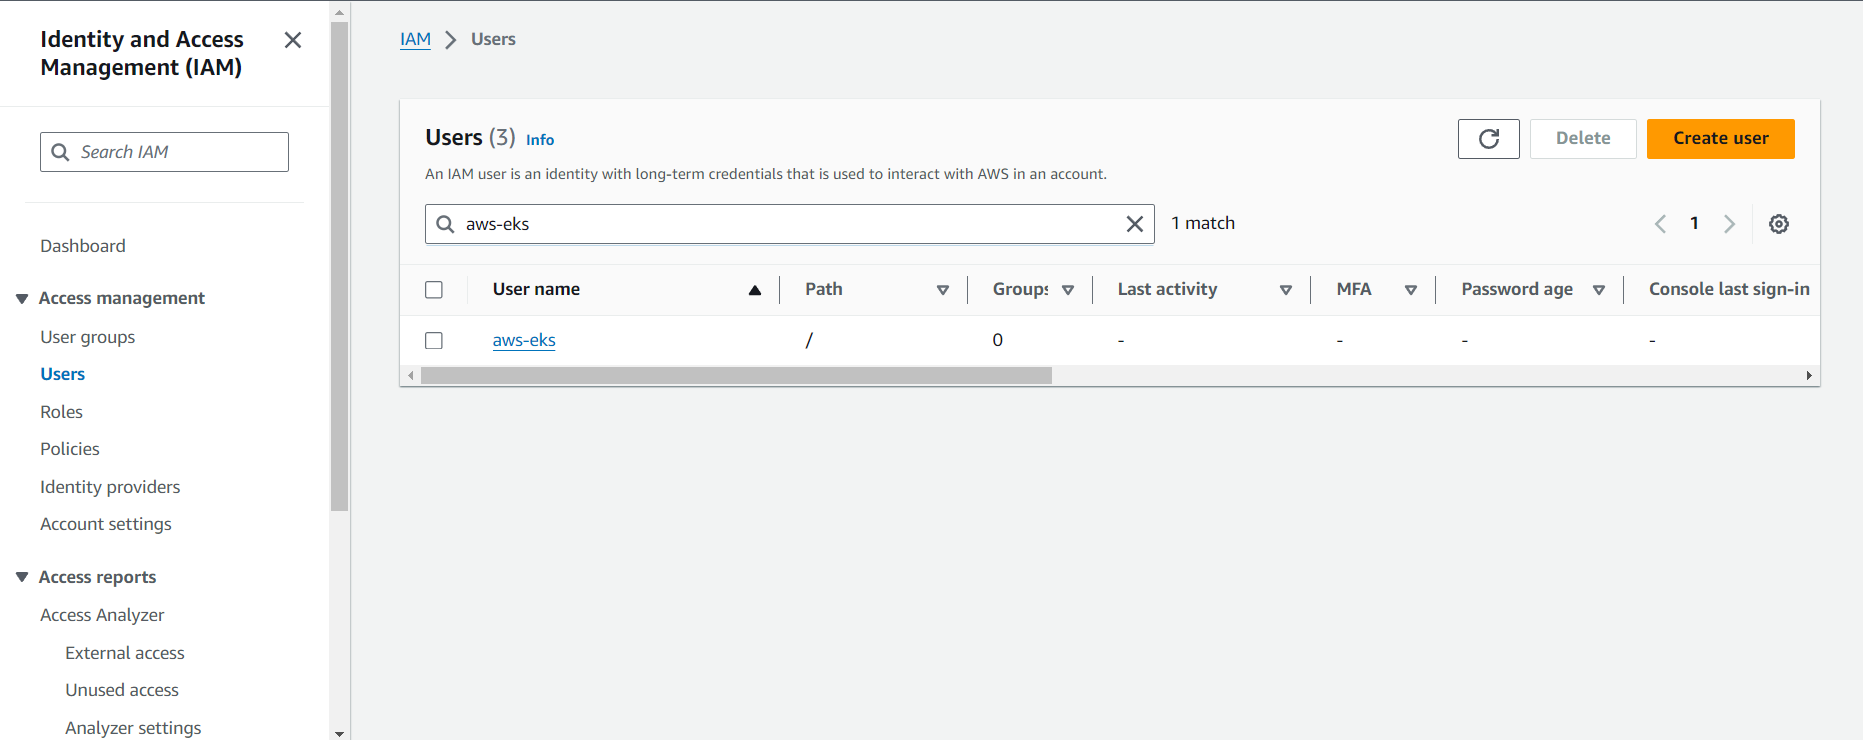 Identity and Access
Management (IAM)
Search IAM
Dashboard
Access management
User groups
Users
Roles
Policies
Identity providers
Account settings
Access reports
Access Analyzer
External access
Unused access
Analyzer settings
IAM > Users
Users (3) Info
Delete
Create user
An IAM user is an identity with long-term credentials that is used to interact with AWS in an account.
aws-eks
1 match
1
User name Path Groups Last activity MFA Password age Console last sign-in
aws-eks / 0 - - - -